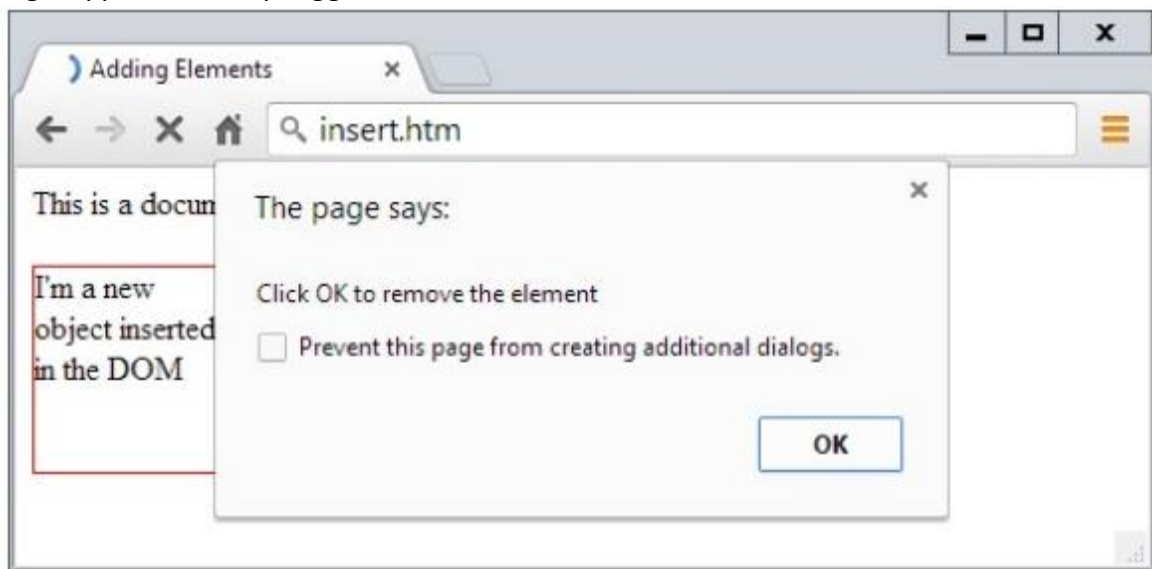 Adding Elements
insert.htm
This is a docum
The page says:
I'm a new
object inserted
in the DOM
Click OK to remove the element
Prevent this page from creating additional dialogs.
OK